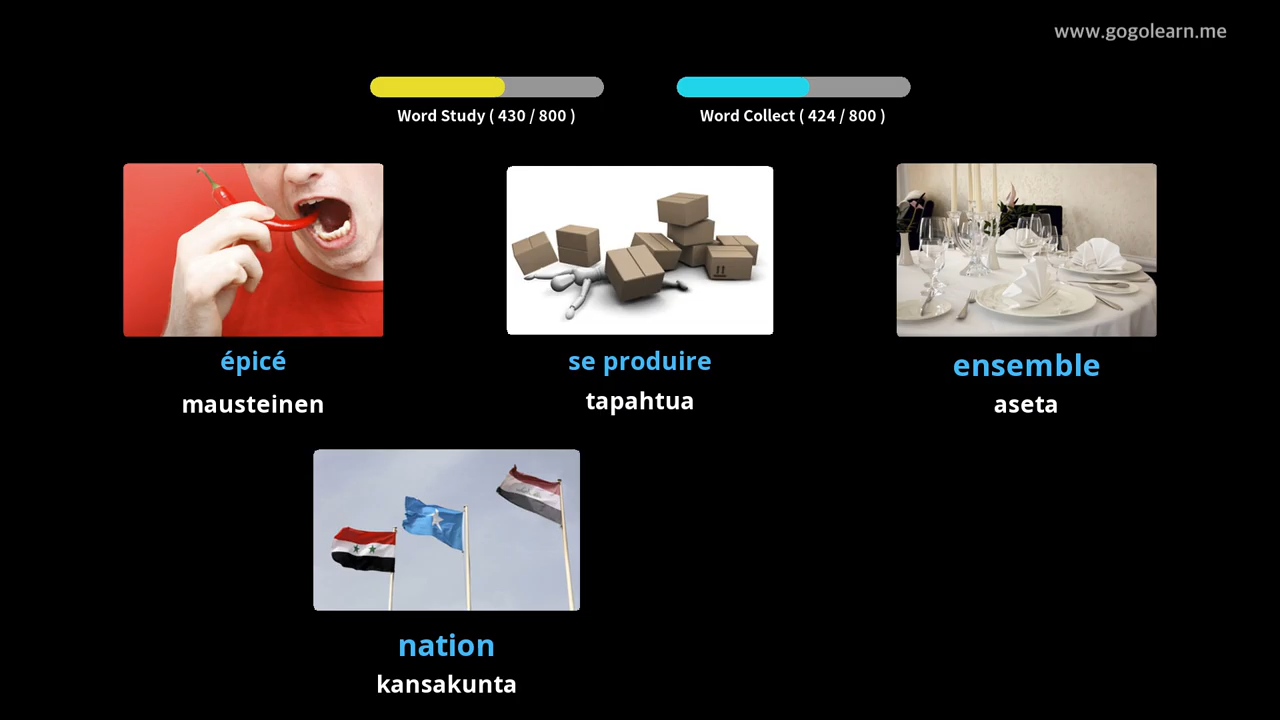 www.gogolearn.me
Word Study ( 430 / 800 )
Word Collect ( 424 / 800 )
épicé
mausteinen
se produire
tapahtua
ensemble
aseta
nation
kansakunta